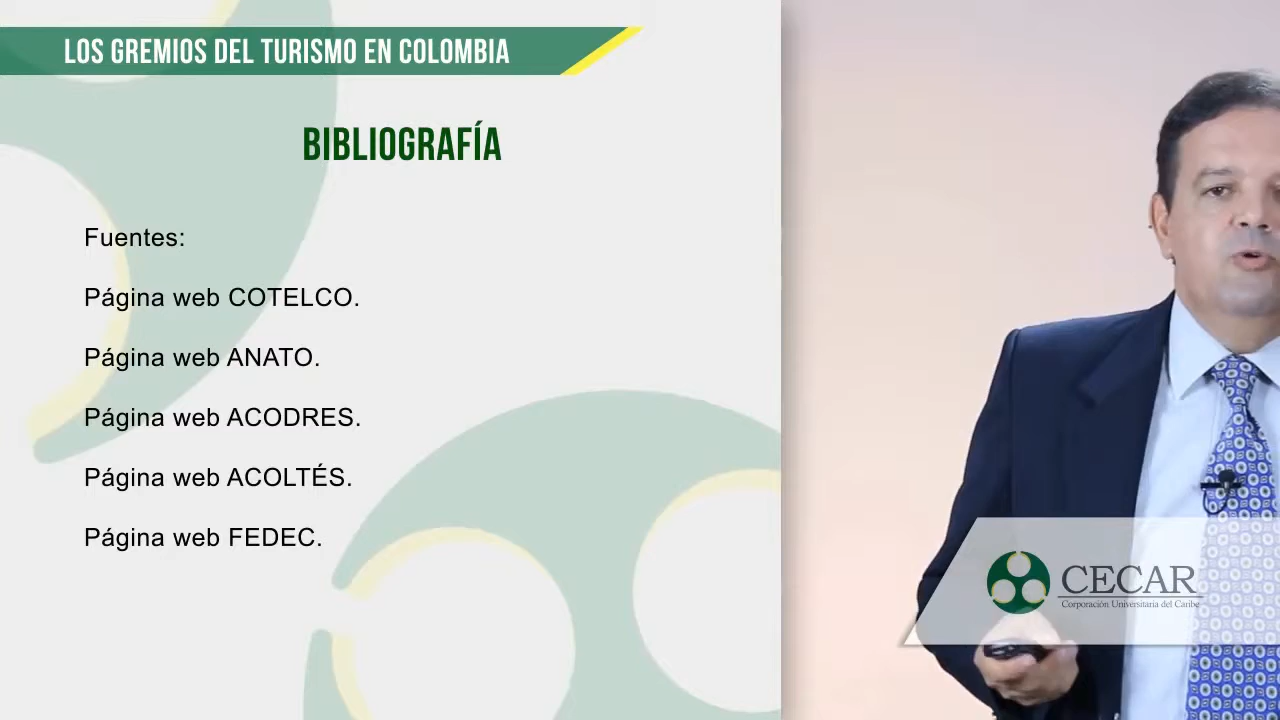 LOS GREMIOS DEL TURISMO EN COLOMBIA
BIBLIOGRAFÍA
Fuentes:
Página web COTELCO.
Página web ANATO.
Página web ACODRES.
Página web ACOLTÉS.
Página web FEDEC.
CECAR
Corporación Universitaria del Caribe